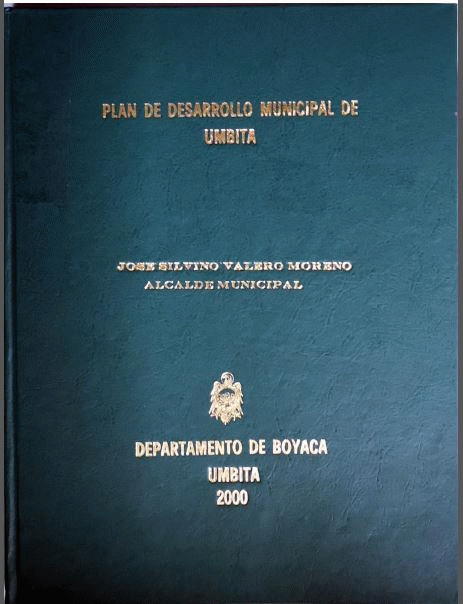 PLAN DE DESARROLLO MUNICIPAL DE
UMBITA
JOSE SILVINO VALERO MORENO
ALCALDE MUNICIPAL
DEPARTAMENTO DE BOYACA
UMBITA
2000